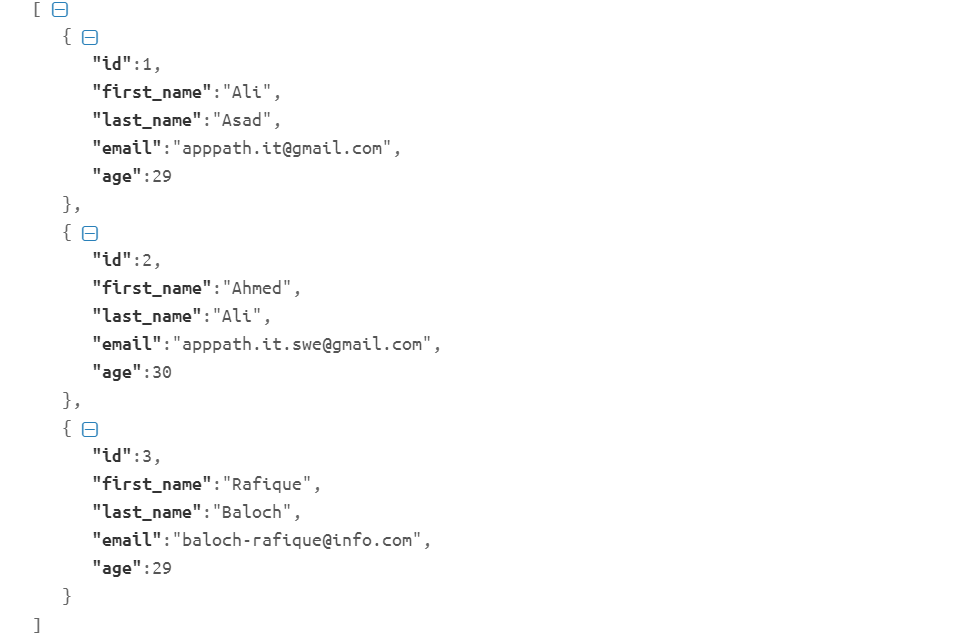 [
{
"id":1,
"first_name":"Ali",
"last_name":"Asad",
"email":"apppath.it@gmail.com",
"age":29
},
{
"id":2,
"first_name":"Ahmed",
"last_name":"Ali",
"email":"apppath.it.swe@gmail.com",
"age":30
},
{
"id":3,
"first_name":"Rafique",
"last_name":"Baloch",
"email":"baloch-rafique@info.com",
"age":29
}
]